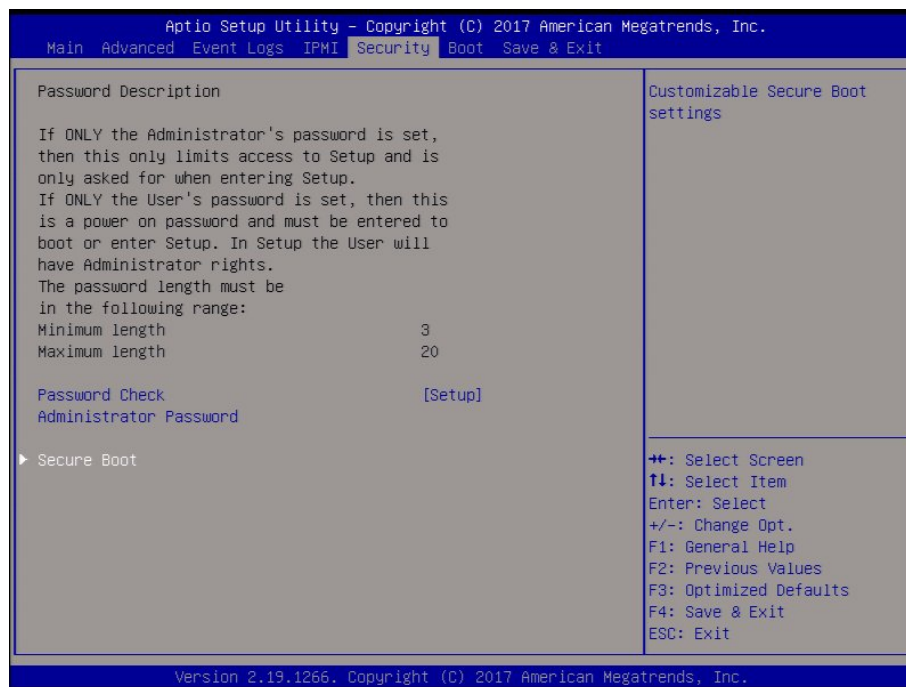 Aptio Setup Utility – Copyright (C) 2017 American Megatrends, Inc.
Main Advanced Event Logs IPMI Security Boot Save & Exit
Password Description
If ONLY the Administrator's password is set,
then this only limits access to Setup and is
only asked for when entering Setup.
If ONLY the User's password is set, then this
is a power on password and must be entered to
boot or enter Setup. In Setup the User will
have Administrator rights.
The password length must be
in the following range:
Minimum length 3
Maximum length 20
Password Check [Setup]
Administrator Password
Secure Boot
Customizable Secure Boot
settings
→←: Select Screen
↑↓: Select Item
Enter: Select
+/-: Change Opt.
F1: General Help
F2: Previous Values
F3: Optimized Defaults
F4: Save & Exit
ESC: Exit
Version 2.19.1266. Copyright (C) 2017 American Megatrends, Inc.